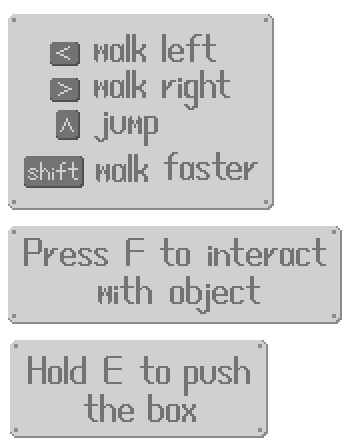 < walk left
> walk right
^ jump
shift walk faster
Press F to interact
with object
Hold E to push
the box